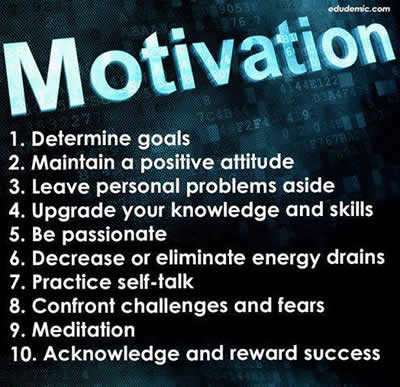 edudemic.com
Motivation
1. Determine goals
2. Maintain a positive attitude
3. Leave personal problems aside
4. Upgrade your knowledge and skills
5. Be passionate
6. Decrease or eliminate energy drains
7. Practice self-talk
8. Confront challenges and fears
9. Meditation
10. Acknowledge and reward success